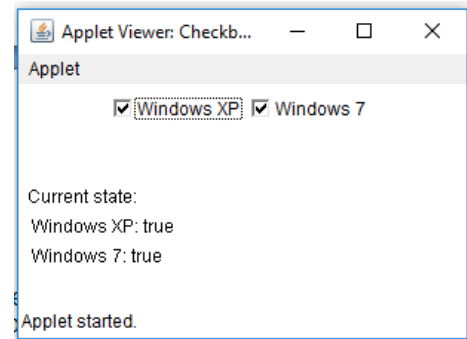 Applet Viewer: Checkb...
Applet
Windows XP Windows 7
Current state:
Windows XP: true
Windows 7: true
Applet started.